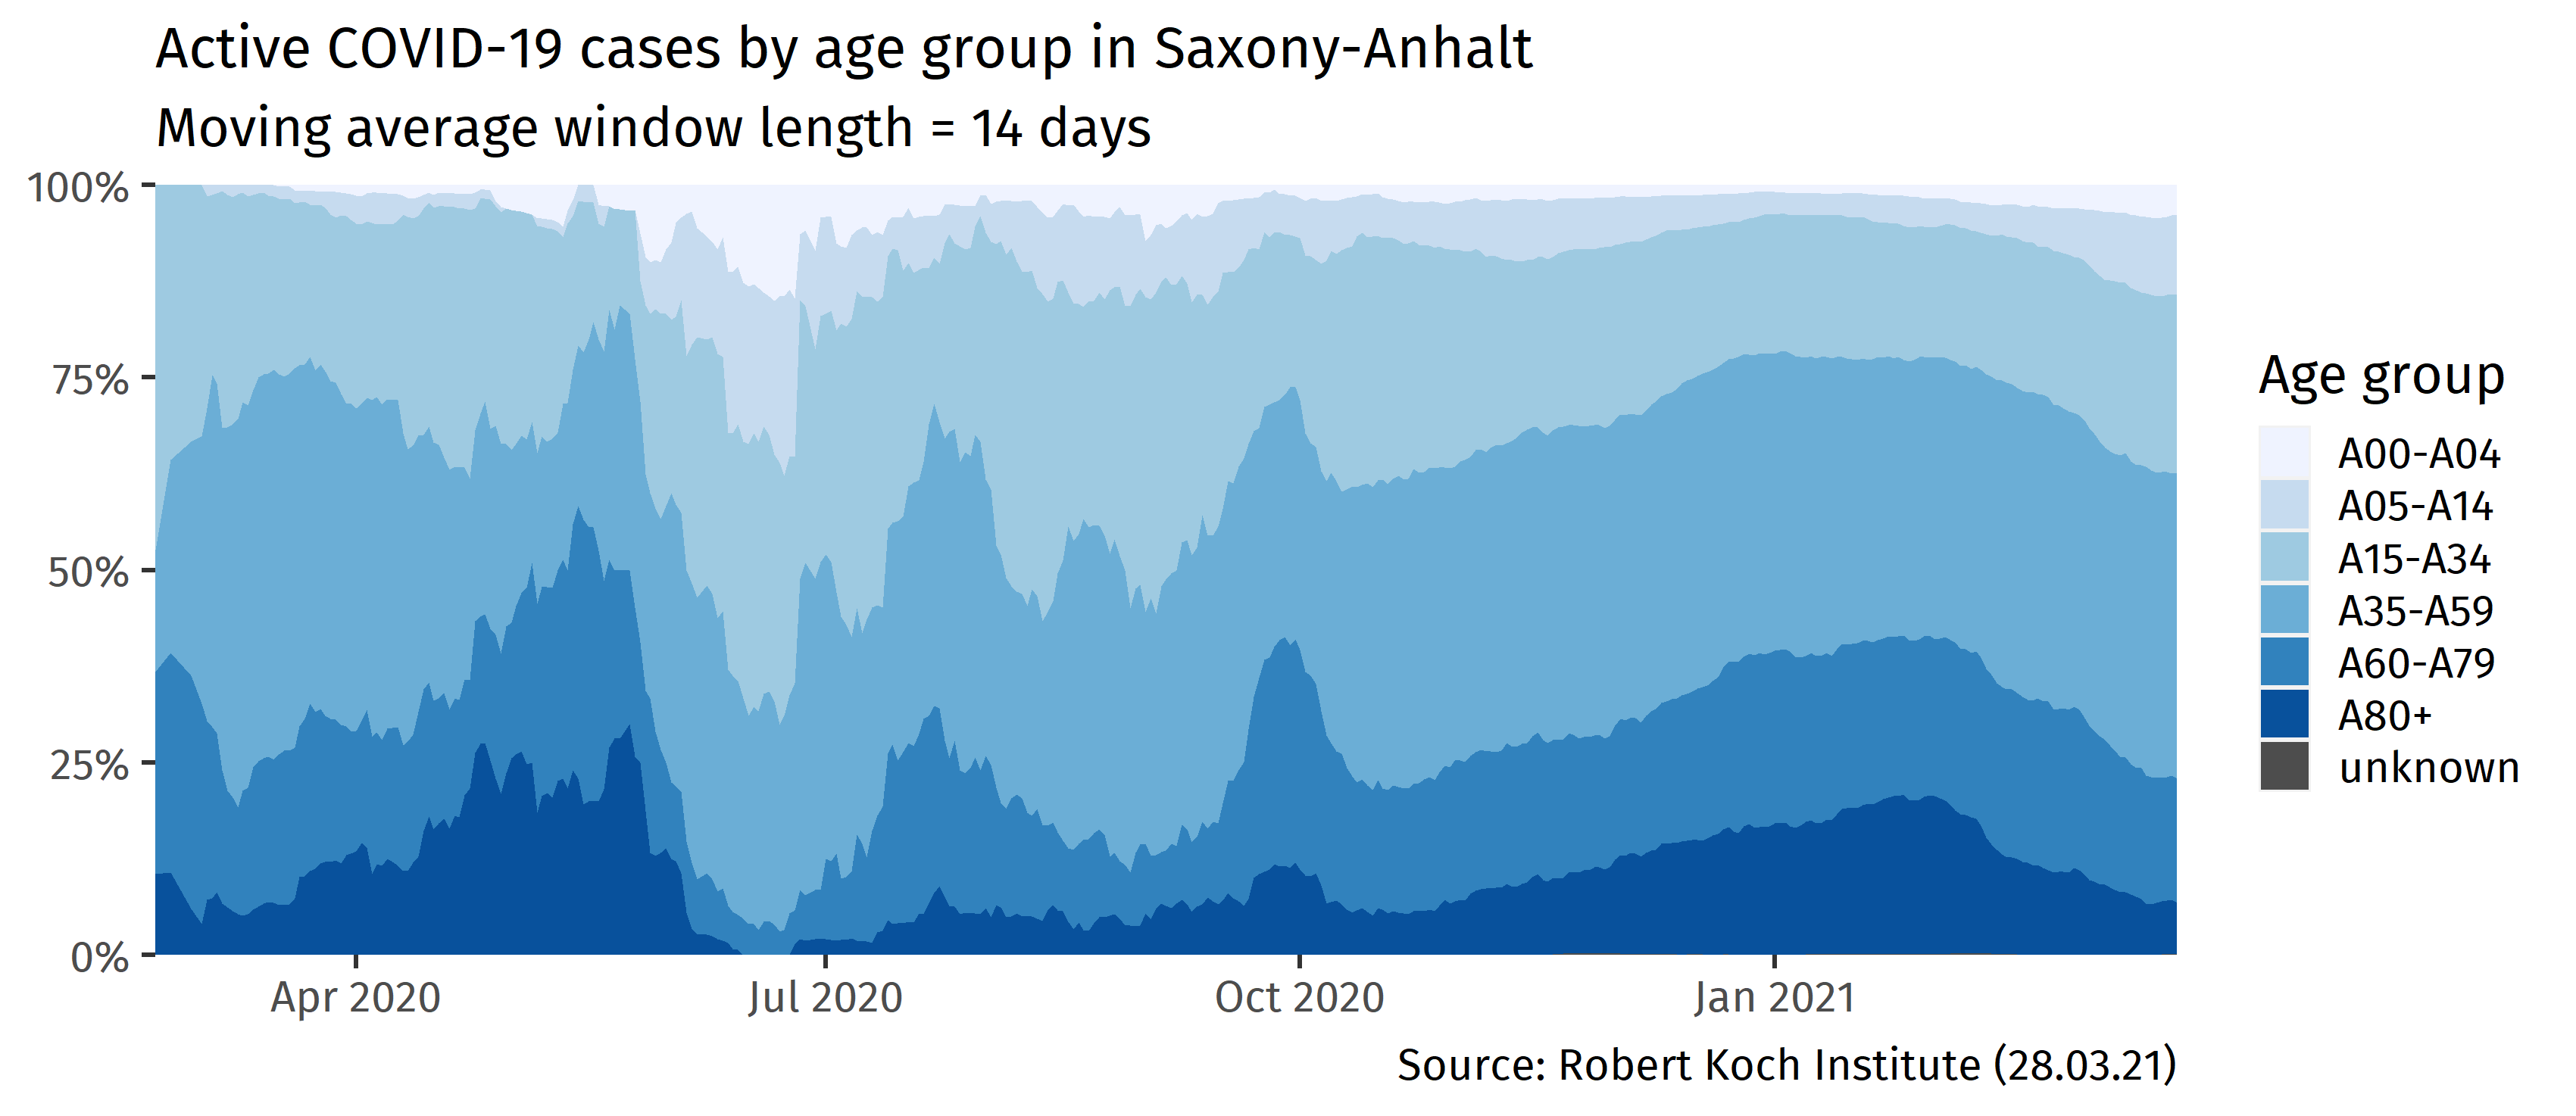 Active COVID-19 cases by age group in Saxony-Anhalt
Moving average window length = 14 days
100%
75%
50%
25%
0%
Apr 2020
Jul 2020
Oct 2020
Jan 2021
Age group
A00-A04
A05-A14
A15-A34
A35-A59
A60-A79
A80+
unknown
Source: Robert Koch Institute (28.03.21)